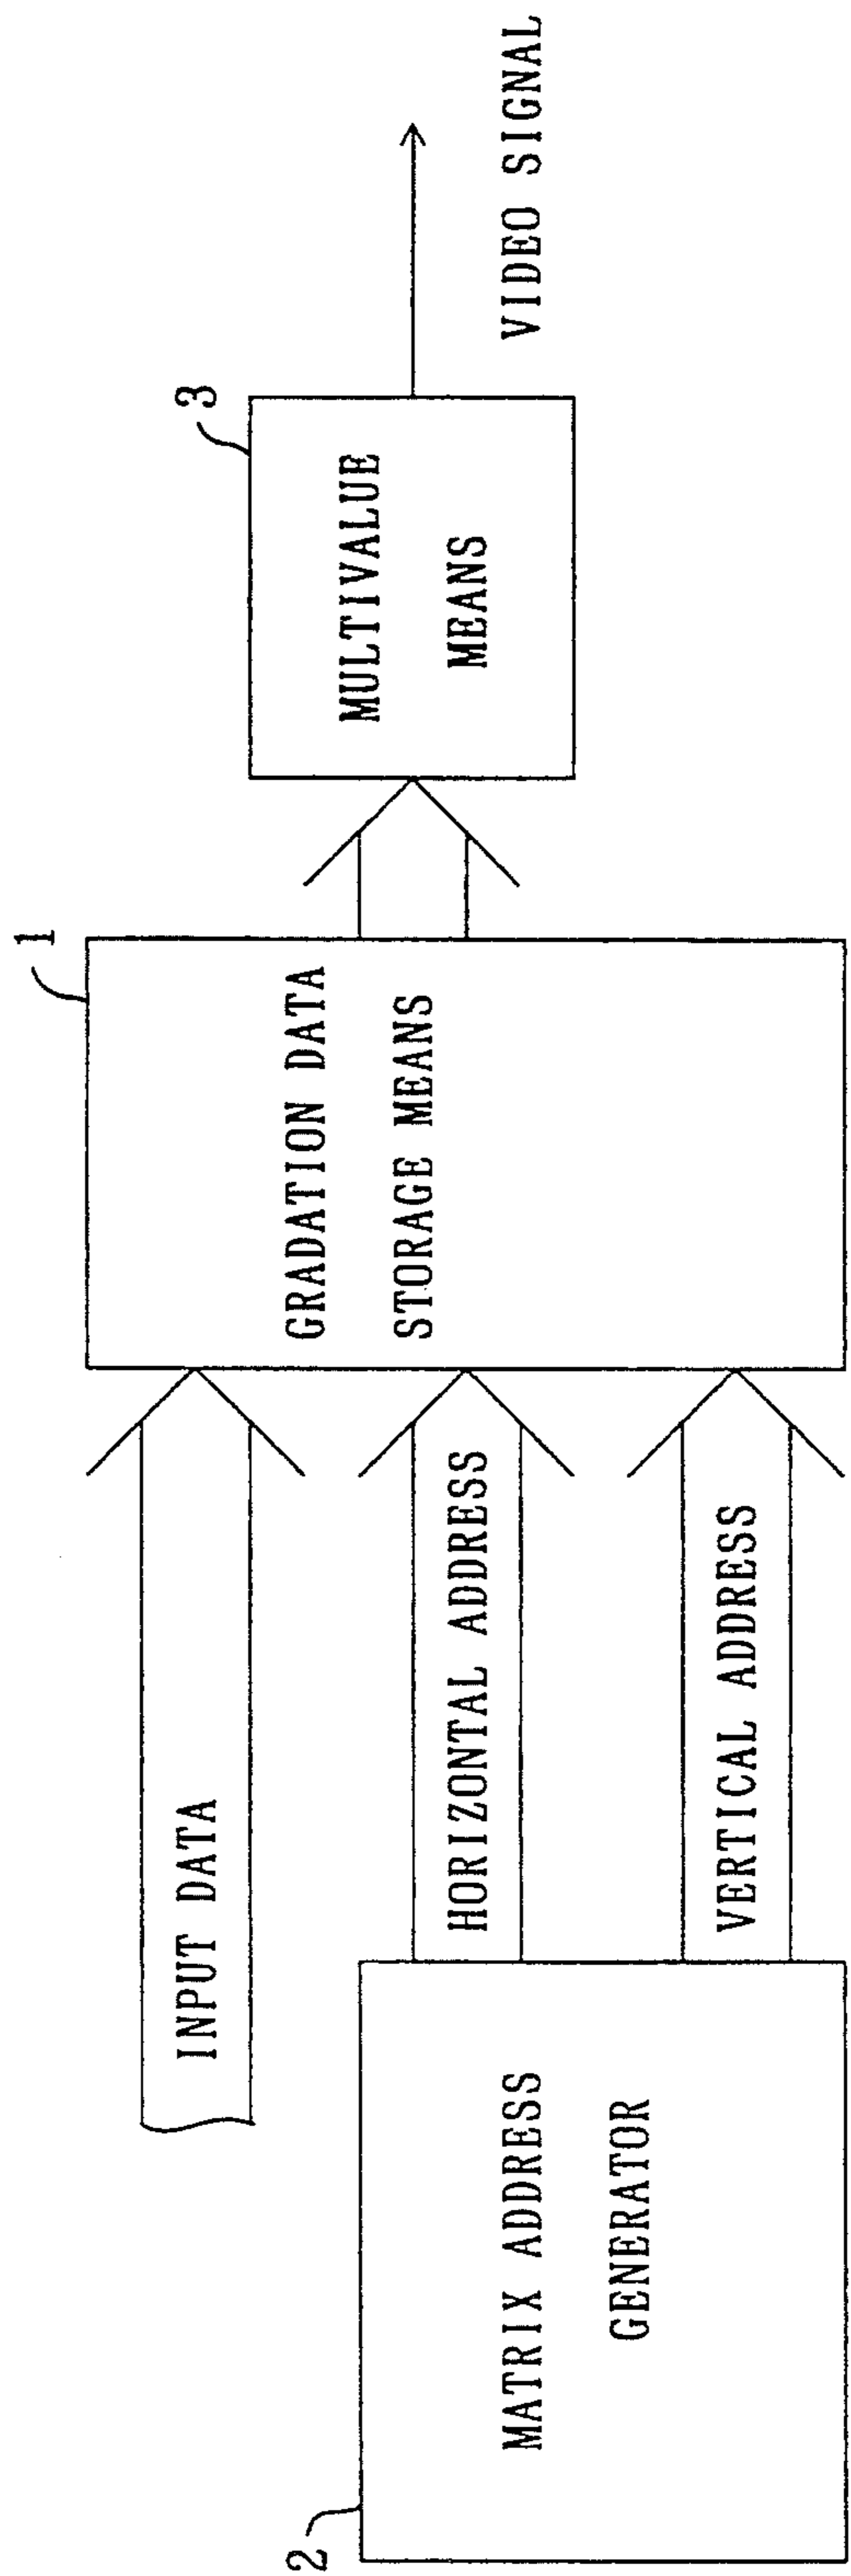 INPUT DATA
1
GRADATION DATA
STORAGE MEANS
3
MULTIVALUE
MEANS
VIDEO SIGNAL
2
MATRIX ADDRESS
GENERATOR
HORIZONTAL ADDRESS
VERTICAL ADDRESS